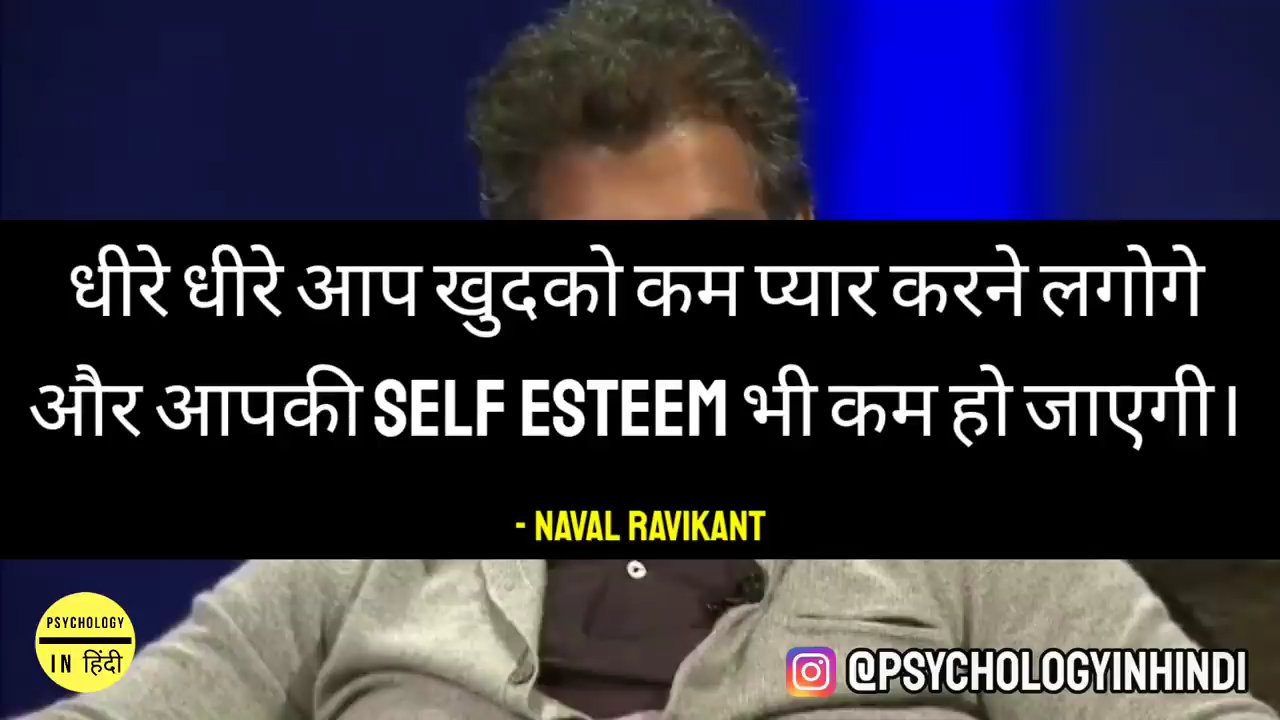 धीरे धीरे आप खुदको कम प्यार करने लगोगे
और आपकी SELF ESTEEM भी कम हो जाएगी।
- NAVAL RAVIKANT
PSYCHOLOGY
IN हिंदी
@PSYCHOLOGYINHINDI